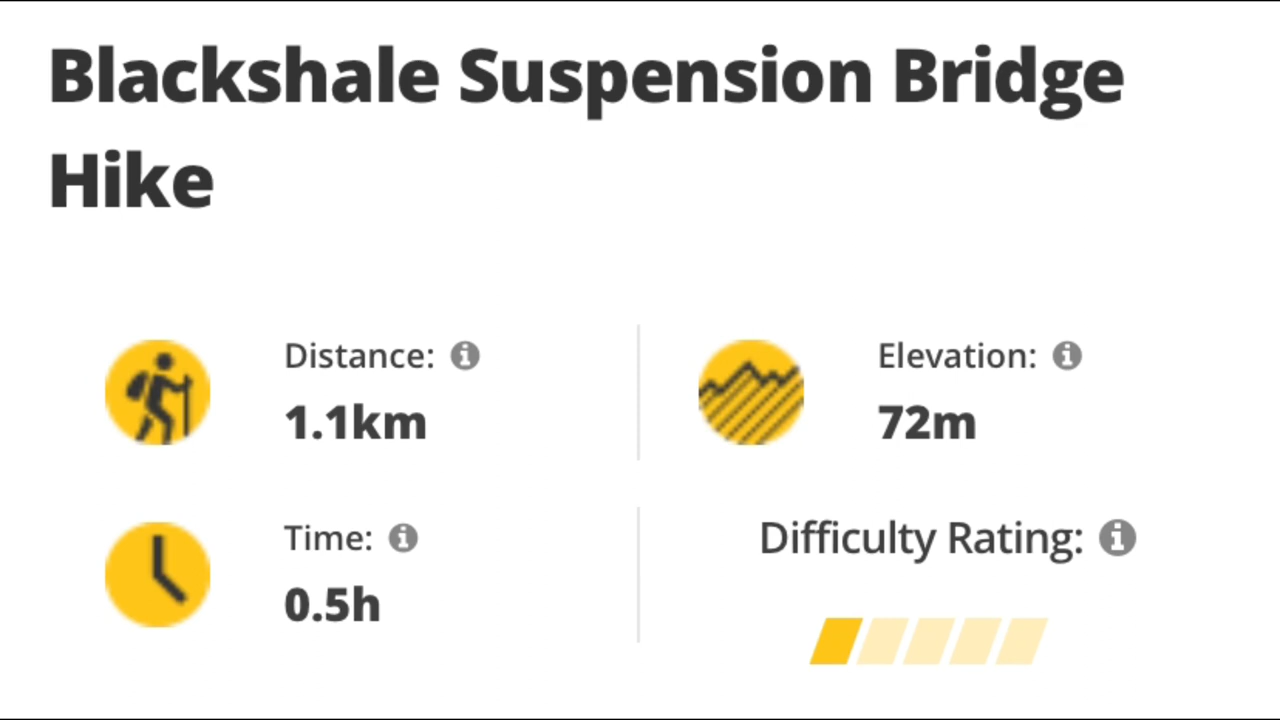 Blackshale Suspension Bridge
Hike
Distance:
1.1km
Elevation:
72m
Time:
0.5h
Difficulty Rating: